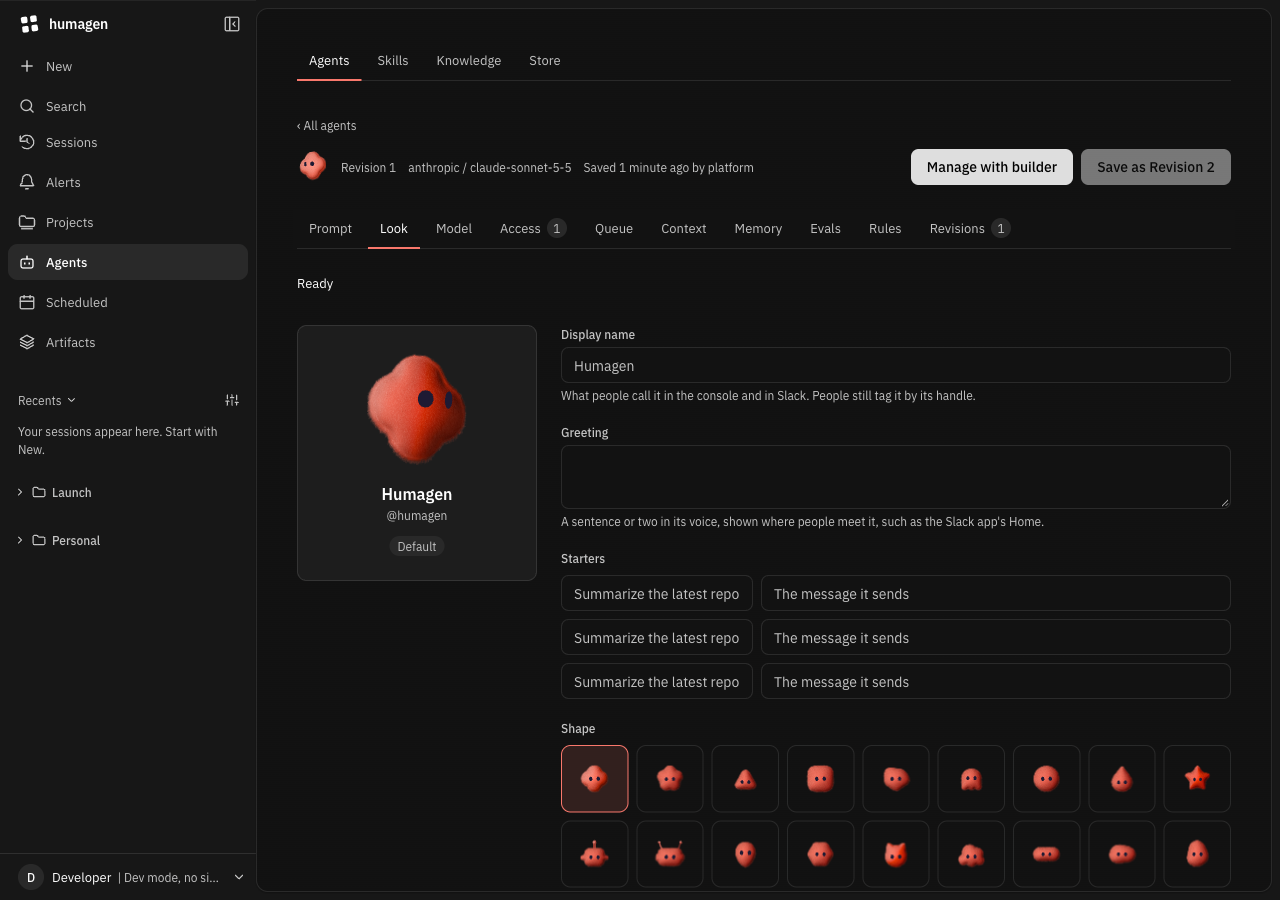 humagen
New
Search
Sessions
Alerts
Projects
Agents
Scheduled
Artifacts
Recents
Your sessions appear here. Start with
New.
Launch
Personal
D Developer | Dev mode, no si...
Agents Skills Knowledge Store
‹ All agents
Revision 1 anthropic / claude-sonnet-5-5 Saved 1 minute ago by platform
Manage with builder Save as Revision 2
Prompt Look Model Access 1 Queue Context Memory Evals Rules Revisions 1
Ready
Humagen
@humagen
Default
Display name
Humagen
What people call it in the console and in Slack. People still tag it by its handle.
Greeting
A sentence or two in its voice, shown where people meet it, such as the Slack app's Home.
Starters
Summarize the latest repo The message it sends
Summarize the latest repo The message it sends
Summarize the latest repo The message it sends
Shape